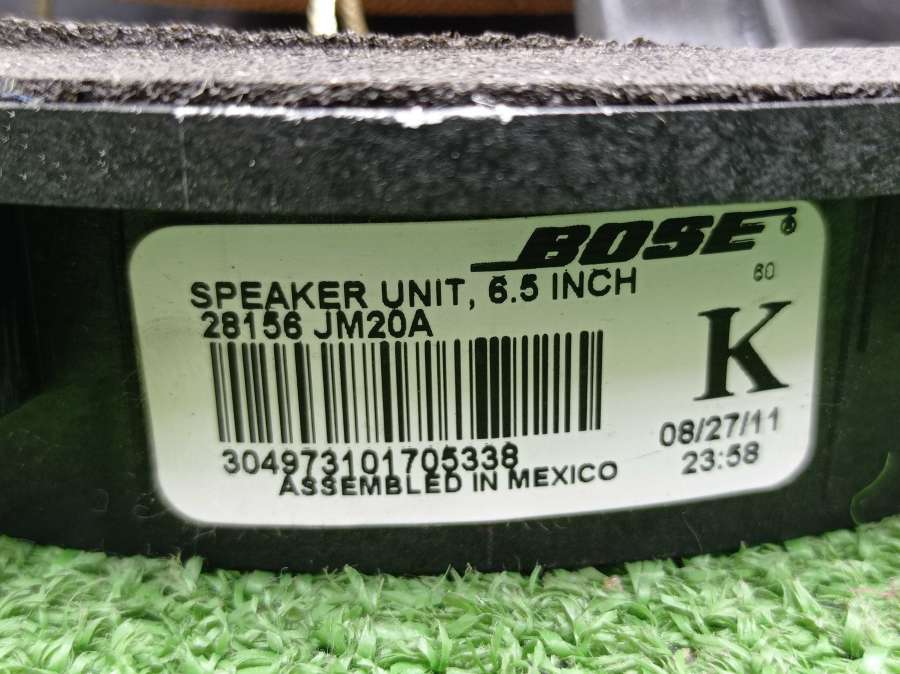 BOSE®
60
SPEAKER UNIT, 6.5 INCH
28156 JM20A
K
304973101705338
ASSEMBLED IN MEXICO
08/27/11
23:58